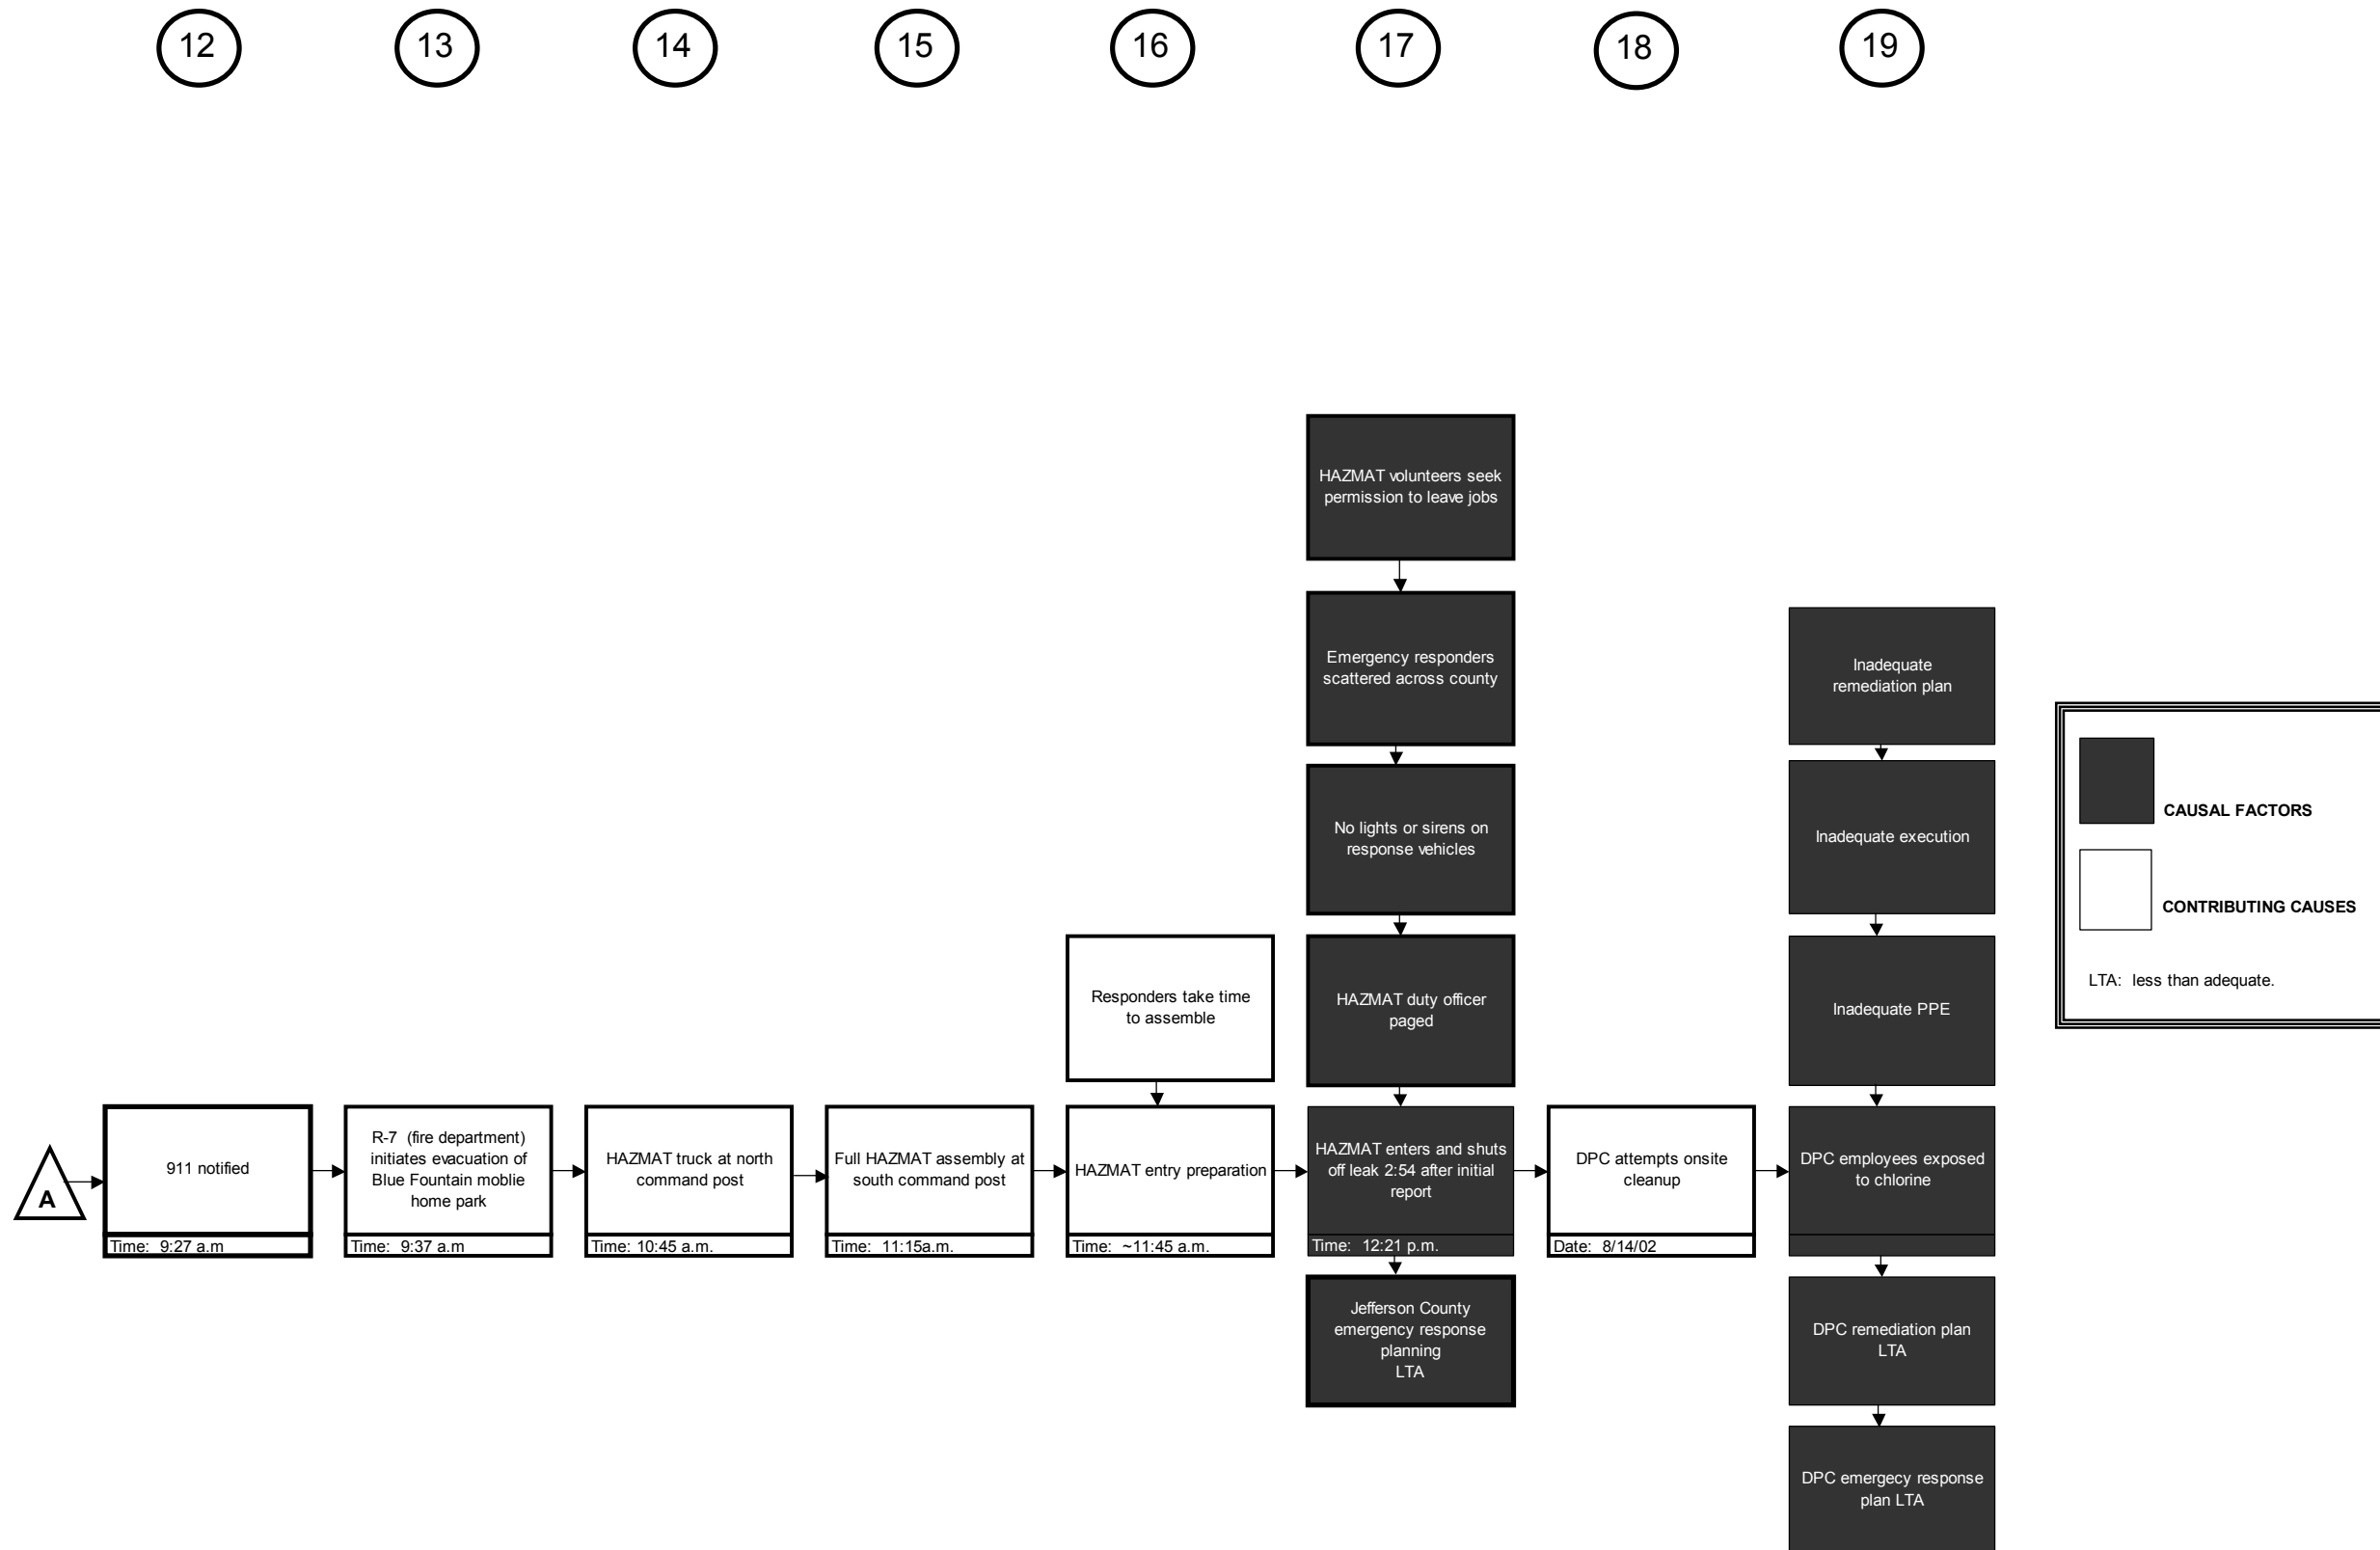 12
13
14
15
16
17
18
19
HAZMAT volunteers seek
permission to leave jobs
Emergency responders
scattered across county
No lights or sirens on
response vehicles
HAZMAT duty officer
paged
Inadequate
remediation plan
Inadequate execution
Inadequate PPE
CAUSAL FACTORS
CONTRIBUTING CAUSES
LTA: less than adequate.
Responders take time
to assemble
A
911 notified
Time: 9:27 a.m
R-7 (fire department)
initiates evacuation of
Blue Fountain moblie
home park
Time: 9:37 a.m
HAZMAT truck at north
command post
Time: 10:45 a.m.
Full HAZMAT assembly at
south command post
Time: 11:15a.m.
HAZMAT entry preparation
Time: ~11:45 a.m.
HAZMAT enters and shuts
off leak 2:54 after initial
report
Time: 12:21 p.m.
DPC attempts onsite
cleanup
Date: 8/14/02
DPC employees exposed
to chlorine
Jefferson County
emergency response
planning
LTA
DPC remediation plan
LTA
DPC emergecy response
plan LTA